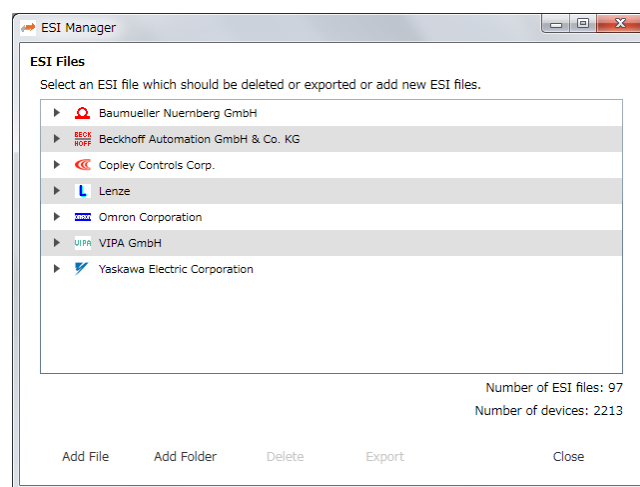 ESI Manager
ESI Files
Select an ESI file which should be deleted or exported or add new ESI files.
Baumueller Nuernberg GmbH
BECK
HOFF
Beckhoff Automation GmbH & Co. KG
Copley Controls Corp.
L
Lenze
OMRON
Omron Corporation
VIPA
VIPA GmbH
Yaskawa Electric Corporation
Number of ESI files: 97
Number of devices: 2213
Add File
Add Folder
Delete
Export
Close